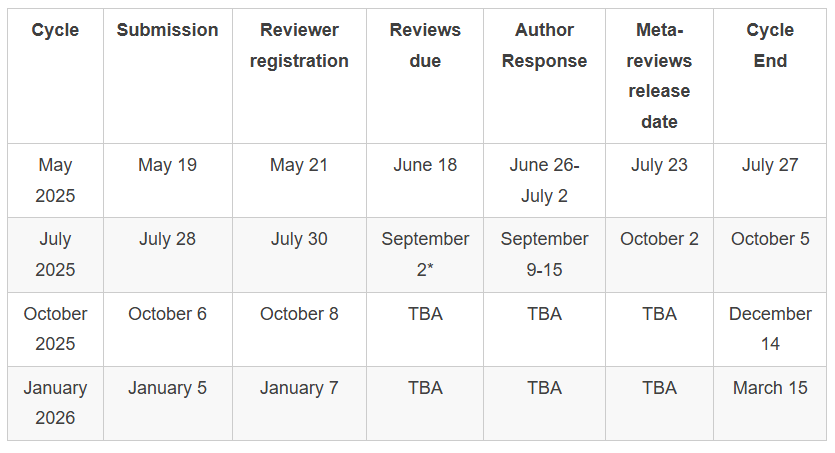 Cycle Submission Reviewer registration Reviews due Author Response Meta-reviews release date Cycle End
May 2025 May 19 May 21 June 18 June 26-July 2 July 23 July 27
July 2025 July 28 July 30 September 2* September 9-15 October 2 October 5
October 2025 October 6 October 8 TBA TBA TBA December 14
January 2026 January 5 January 7 TBA TBA TBA March 15